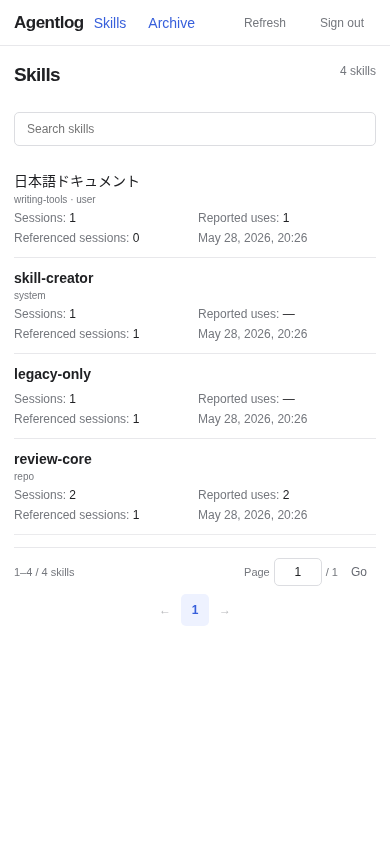 Agentlog Skills Archive Refresh Sign out
Skills 4 skills
Search skills
日本語ドキュメント
writing-tools · user
Sessions: 1 Reported uses: 1
Referenced sessions: 0 May 28, 2026, 20:26
skill-creator
system
Sessions: 1 Reported uses: —
Referenced sessions: 1 May 28, 2026, 20:26
legacy-only
Sessions: 1 Reported uses: —
Referenced sessions: 1 May 28, 2026, 20:26
review-core
repo
Sessions: 2 Reported uses: 2
Referenced sessions: 1 May 28, 2026, 20:26
1–4 / 4 skills Page 1 / 1 Go
← 1 →